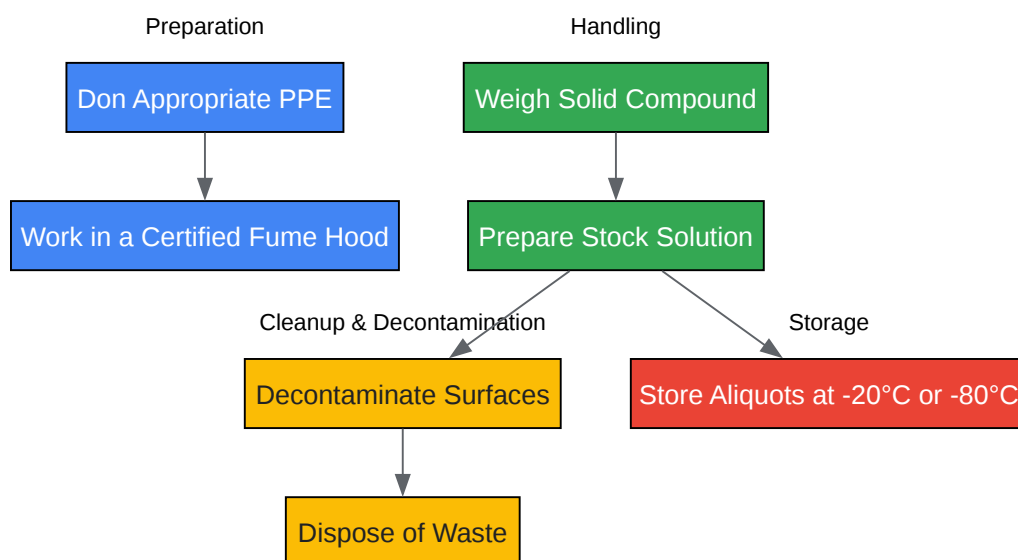 Preparation
Handling
Don Appropriate PPE
Weigh Solid Compound
Work in a Certified Fume Hood
Prepare Stock Solution
Cleanup & Decontamination
Storage
Decontaminate Surfaces
Store Aliquots at -20°C or -80°C
Dispose of Waste